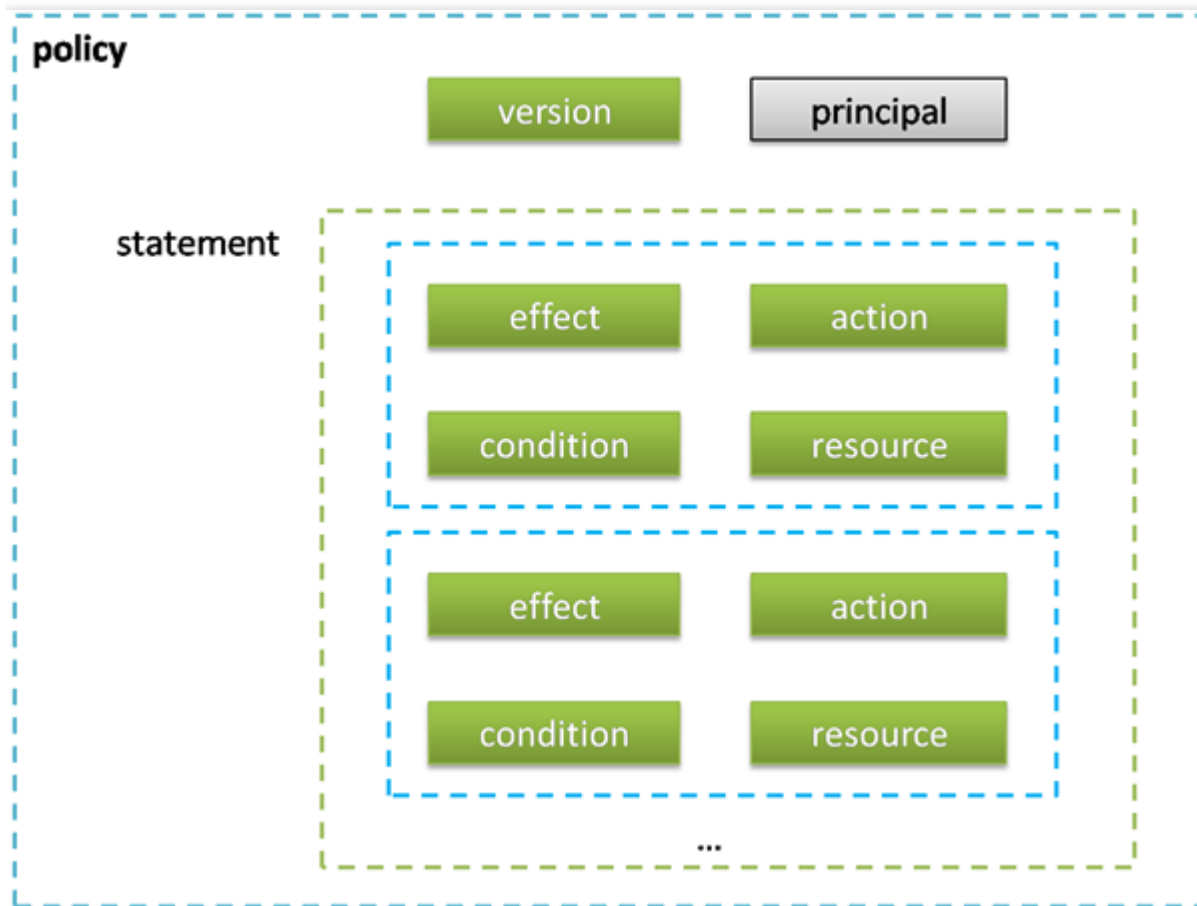 policy
version principal
statement
effect action
condition resource
effect action
condition resource
...